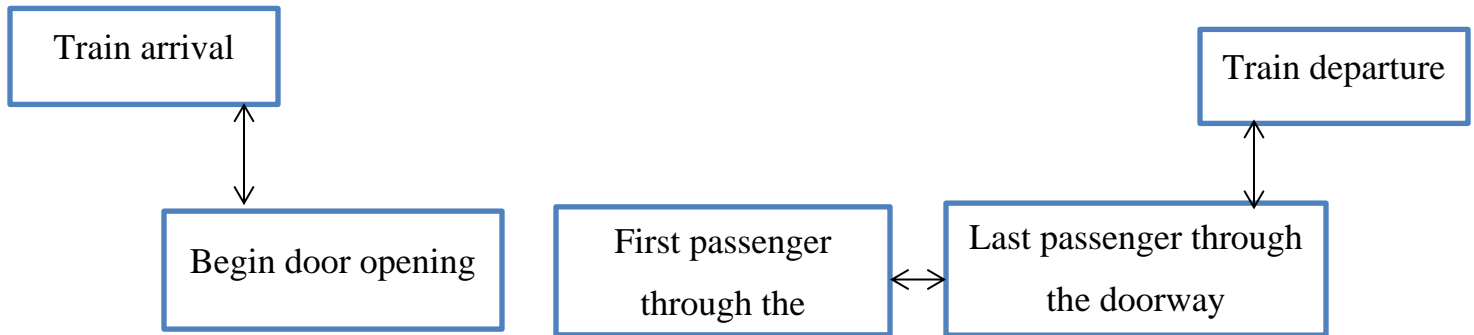 Train arrival
Train departure
Begin door opening
First passenger
through the
Last passenger through
the doorway